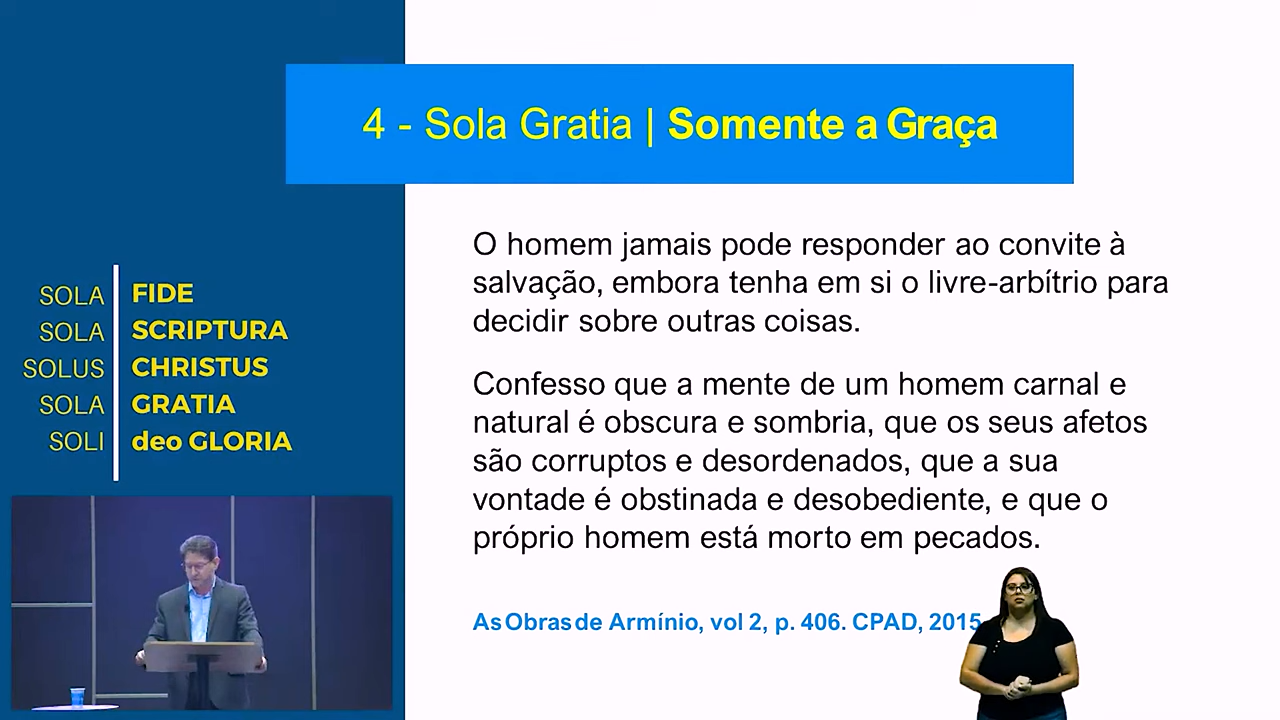 4 - Sola Gratia | Somente a Graça
O homem jamais pode responder ao convite à
salvação, embora tenha em si o livre-arbítrio para
decidir sobre outras coisas.
Confesso que a mente de um homem carnal e
natural é obscura e sombria, que os seus afetos
são corruptos e desordenados, que a sua
vontade é obstinada e desobediente, e que o
próprio homem está morto em pecados.
As Obras de Armínio, vol 2, p. 406. CPAD, 2015
SOLA FIDE
SOLA SCRIPTURA
SOLUS CHRISTUS
SOLA GRATIA
SOLI deo GLORIA